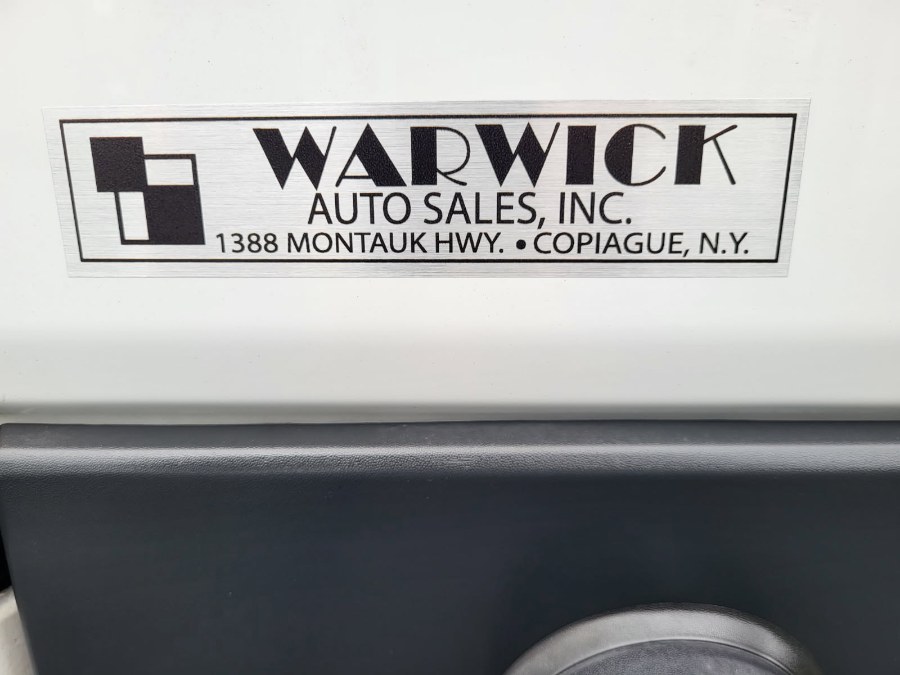 WARWICK
AUTO SALES, INC.
1388 MONTAUK HWY. • COPIAGUE, N.Y.